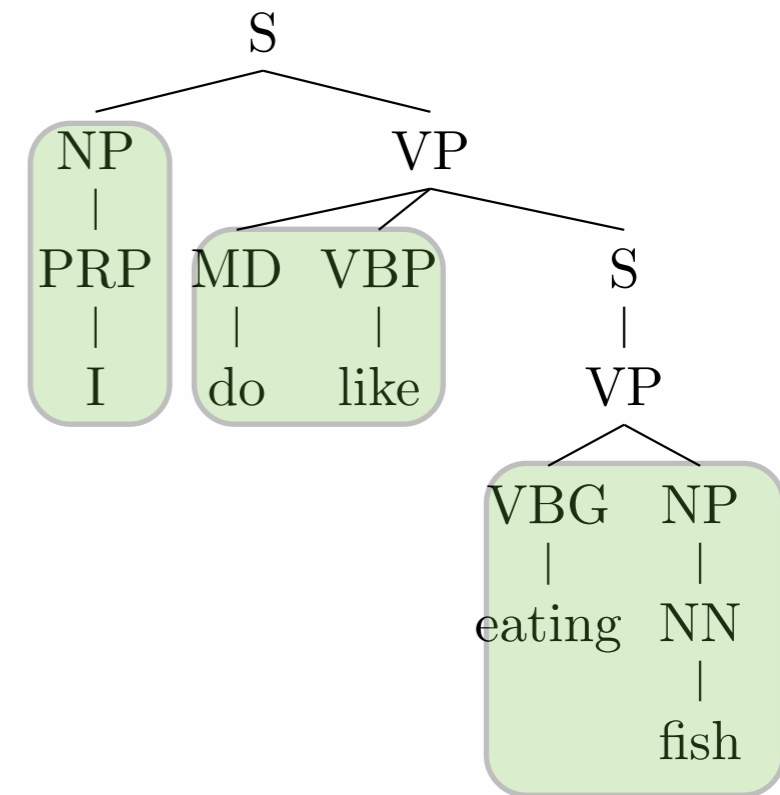 S
NP VP
PRP MD VBP S
I do like VP
VBG NP
eating NN
fish